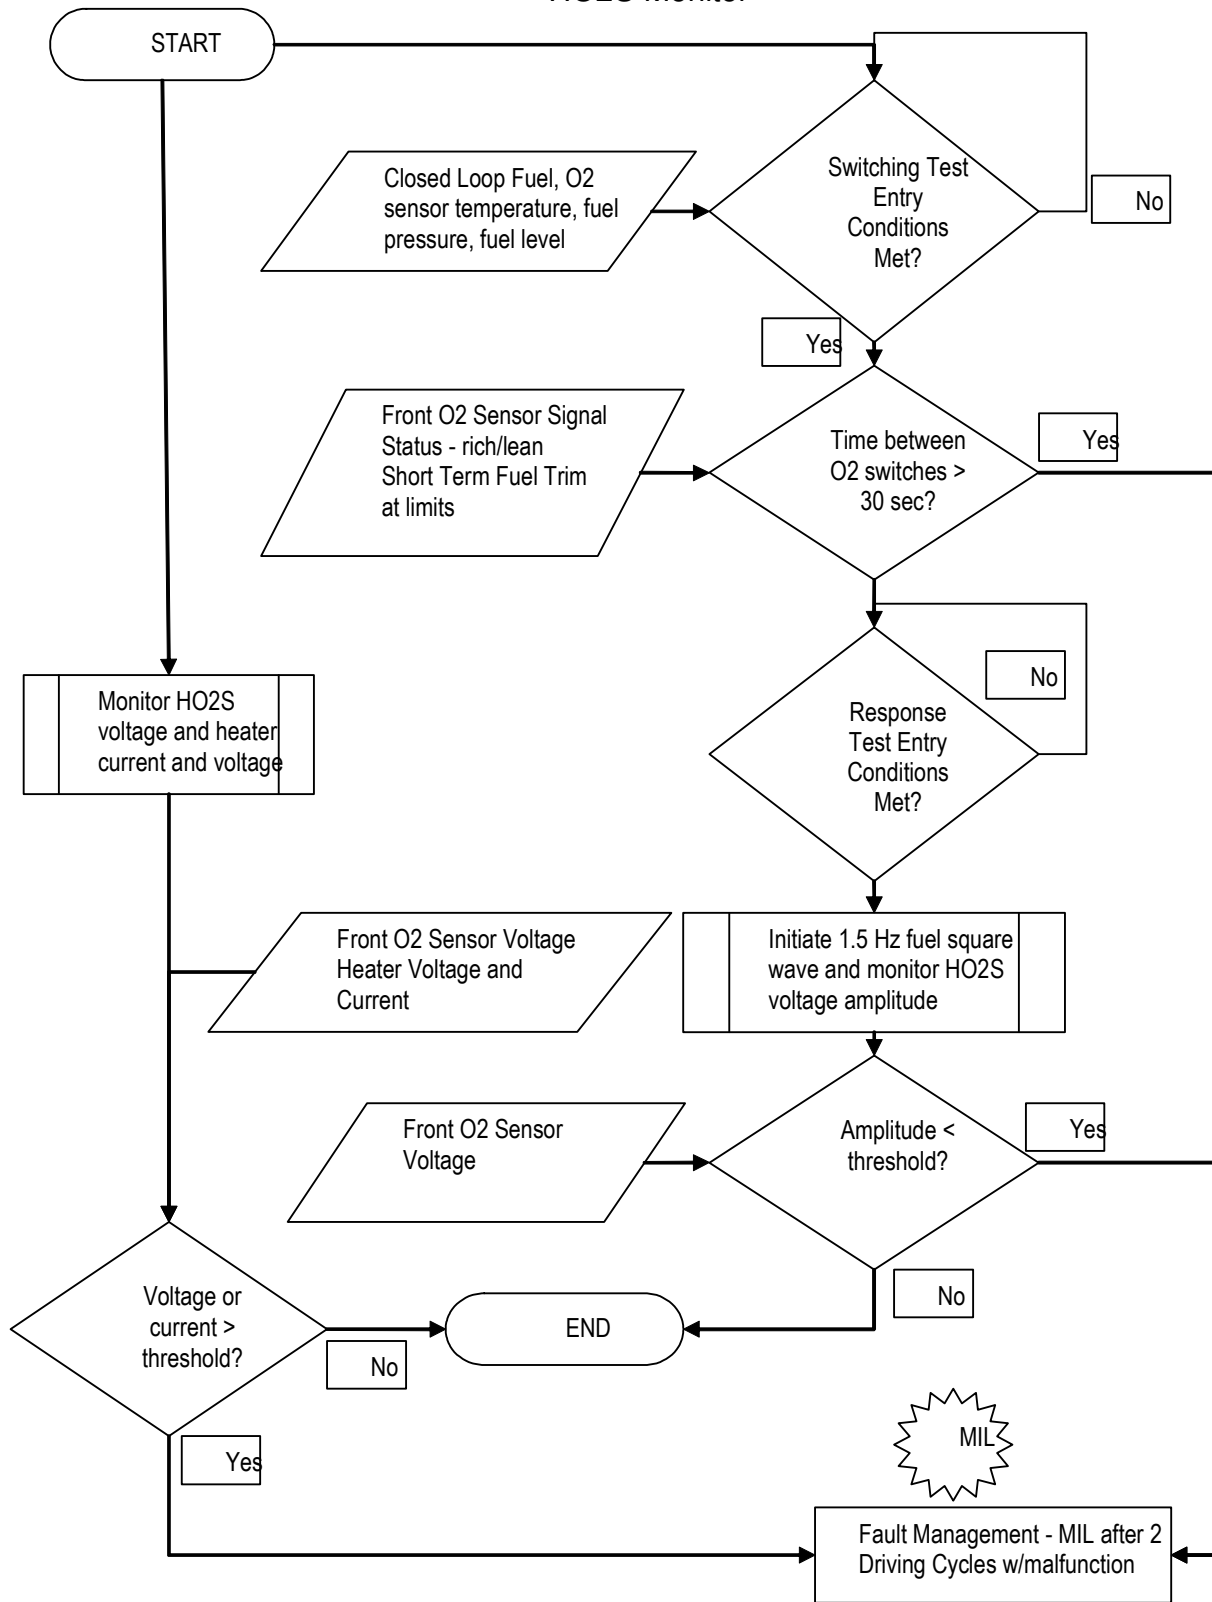 START
Switching Test
Entry
Conditions
Met?
No
Closed Loop Fuel, O2
sensor temperature, fuel
pressure, fuel level
Yes
Front O2 Sensor Signal
Status - rich/lean
Short Term Fuel Trim
at limits
Time between
O2 switches >
30 sec?
Yes
No
Monitor HO2S
voltage and heater
current and voltage
Response
Test Entry
Conditions
Met?
Front O2 Sensor Voltage
Heater Voltage and
Current
Initiate 1.5 Hz fuel square
wave and monitor HO2S
voltage amplitude
Front O2 Sensor
Voltage
Amplitude <
threshold?
Yes
No
Voltage or
current >
threshold?
No
END
Yes
MIL
Fault Management - MIL after 2
Driving Cycles w/malfunction